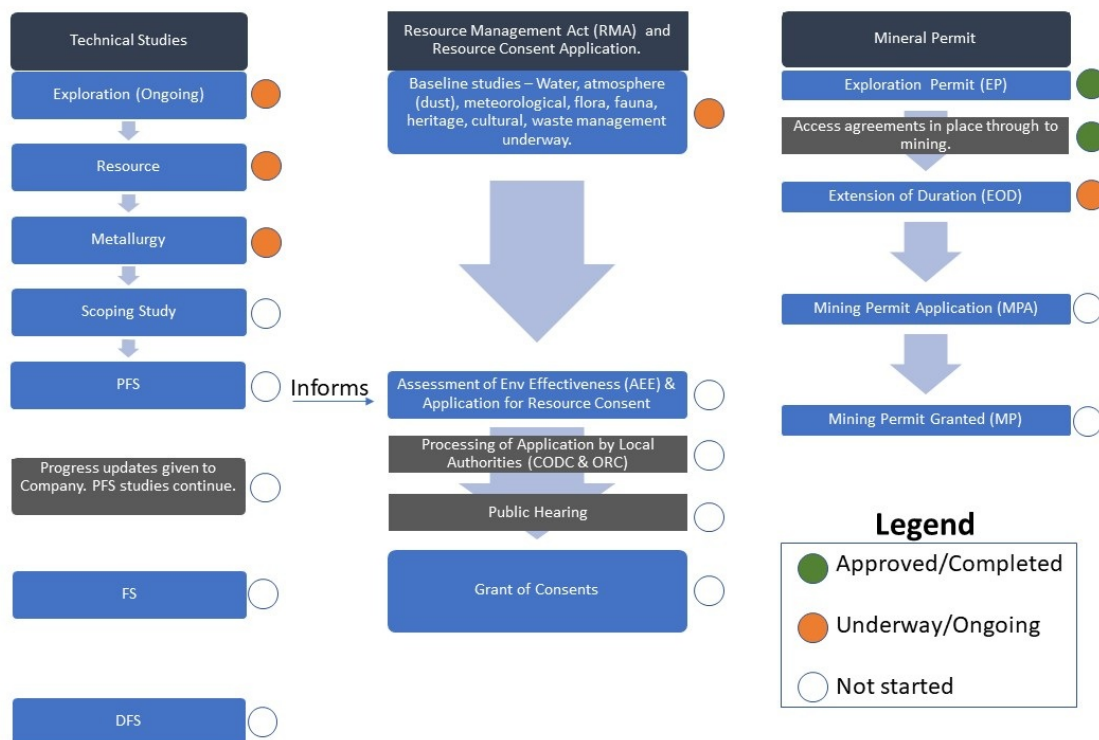 Technical Studies
Exploration (Ongoing)
Resource
Metallurgy
Scoping Study
PFS
Informs
Progress updates given to
Company. PFS studies continue.
FS
DFS
Resource Management Act (RMA) and
Resource Consent Application.
Baseline studies – Water, atmosphere
(dust), meteorological, flora, fauna,
heritage, cultural, waste management
underway.
Assessment of Env Effectiveness (AEE) &
Application for Resource Consent
Processing of Application by Local
Authorities (CODC & ORC)
Public Hearing
Grant of Consents
Mineral Permit
Exploration Permit (EP)
Access agreements in place through to
mining.
Extension of Duration (EOD)
Mining Permit Application (MPA)
Mining Permit Granted (MP)
Legend
Approved/Completed
Underway/Ongoing
Not started